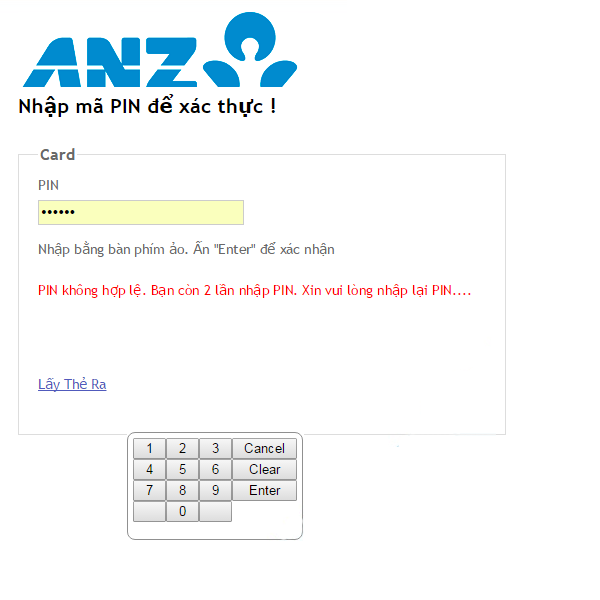 ANZ
Nhập mã PIN để xác thực !
Card
PIN
••••••
Nhập bằng bàn phím ảo. Ấn "Enter" để xác nhận
PIN không hợp lệ. Bạn còn 2 lần nhập PIN. Xin vui lòng nhập lại PIN....
Lấy Thẻ Ra
1 2 3 Cancel
4 5 6 Clear
7 8 9 Enter
0